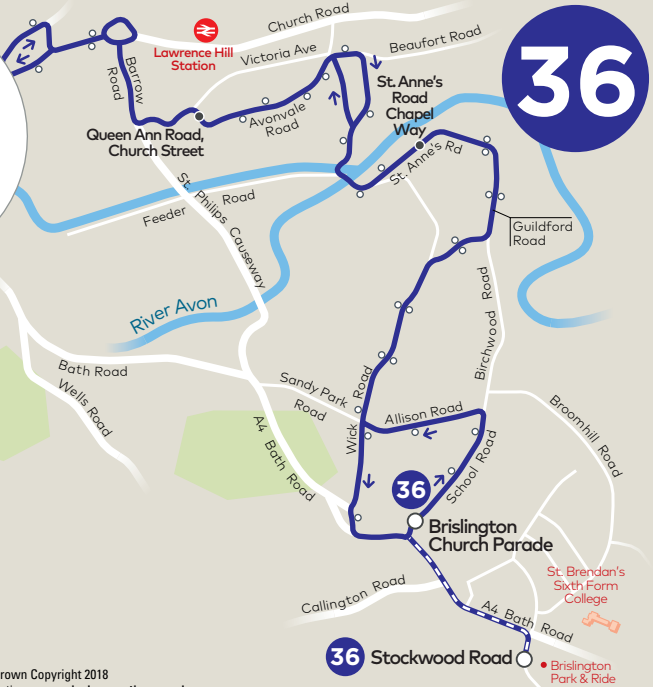 Church Road
36
Lawrence Hill
Station
Victoria Ave
Beaufort Road
Barrow
Road
St. Anne's
Road
Chapel
Way
Avonvale
Road
Queen Ann Road,
Church Street
St. Anne's Rd
St. Philips Causeway
Feeder Road
Guildford
Road
River Avon
Birchwood Road
Bath Road
Wells Road
Sandy Park
Road
Wick Road
Allison Road
Broomhill Road
A4 Bath Road
School Road
36
Brislington
Church Parade
St. Brendan's
Sixth Form
College
Callington Road
A4 Bath Road
36 Stockwood Road
Brislington
Park & Ride
rown Copyright 2018